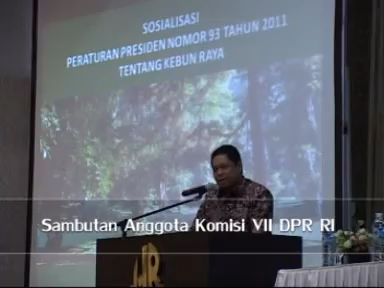 SOSIALISASI
PERATURAN PRESIDEN NOMOR 93 TAHUN 2011
TENTANG KEBUN RAYA
Sambutan Anggota Komisi VII DPR RI